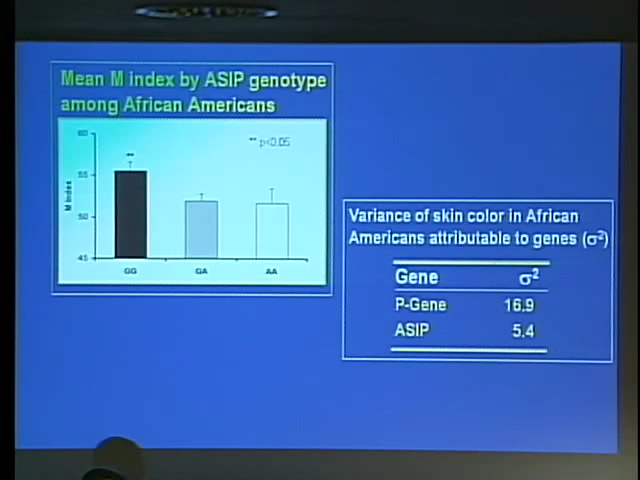 Mean M index by ASIP genotype
among African Americans
60
** p<0.05
**
55
M Index
50
45
GG GA AA
Variance of skin color in African
Americans attributable to genes (σ²)
Gene σ²
P-Gene 16.9
ASIP 5.4